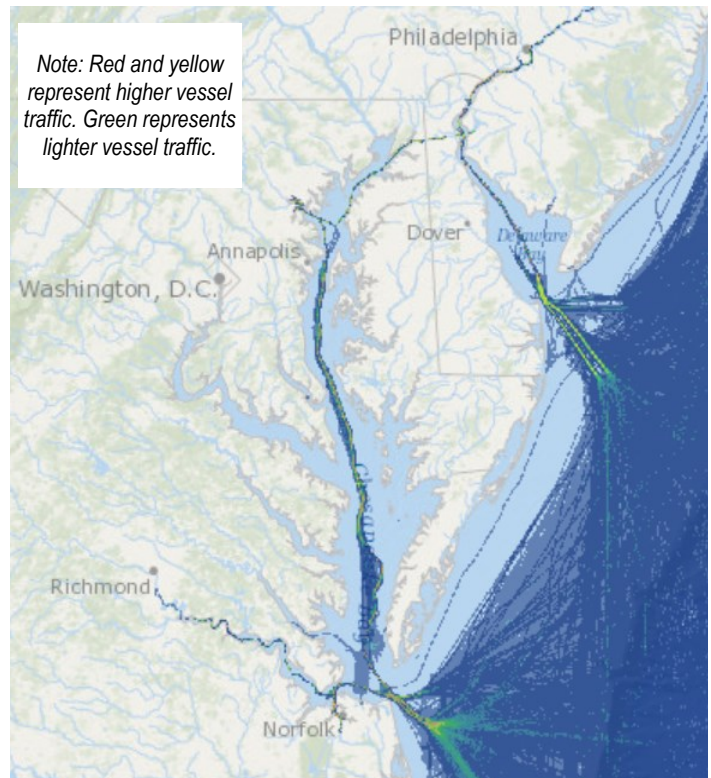 Note: Red and yellow
represent higher vessel
traffic. Green represents
lighter vessel traffic.
Philadelphia
Annapolis
Dover
Delaware
Bay
Washington, D.C.
Richmond
Norfolk